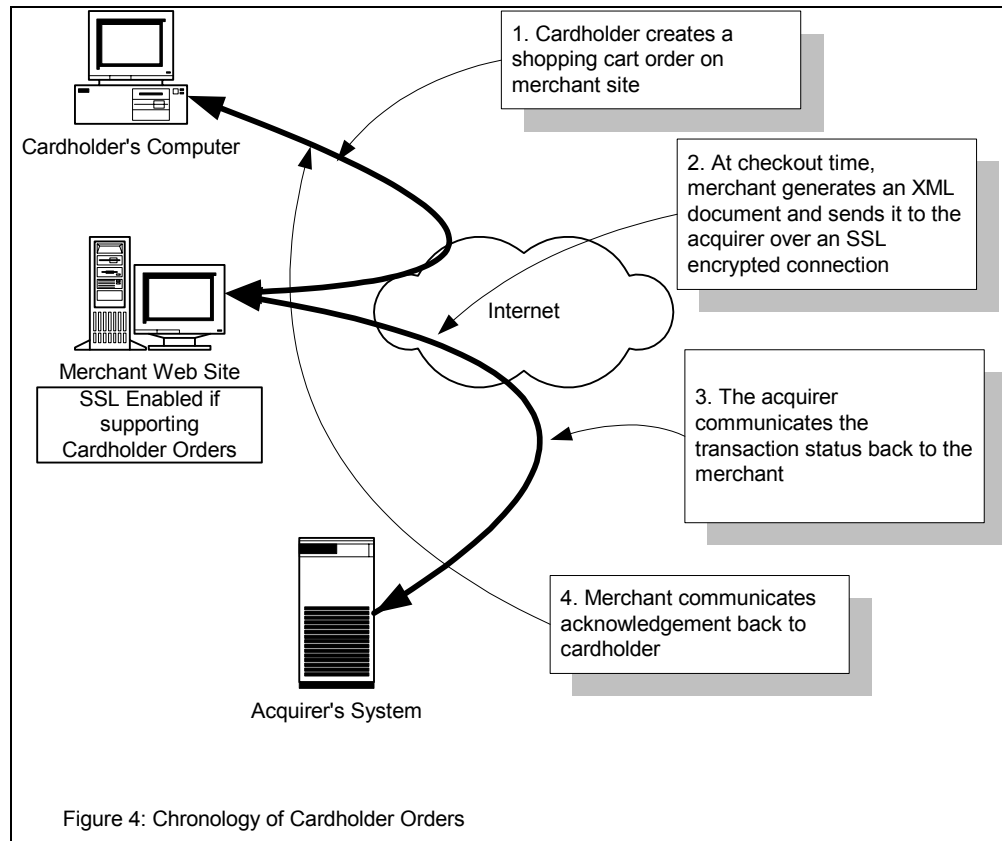 1. Cardholder creates a
shopping cart order on
merchant site
Cardholder's Computer
2. At checkout time,
merchant generates an XML
document and sends it to the
acquirer over an SSL
encrypted connection
Internet
Merchant Web Site
SSL Enabled if
supporting
Cardholder Orders
3. The acquirer
communicates the
transaction status back to the
merchant
4. Merchant communicates
acknowledgement back to
cardholder
Acquirer's System
Figure 4: Chronology of Cardholder Orders